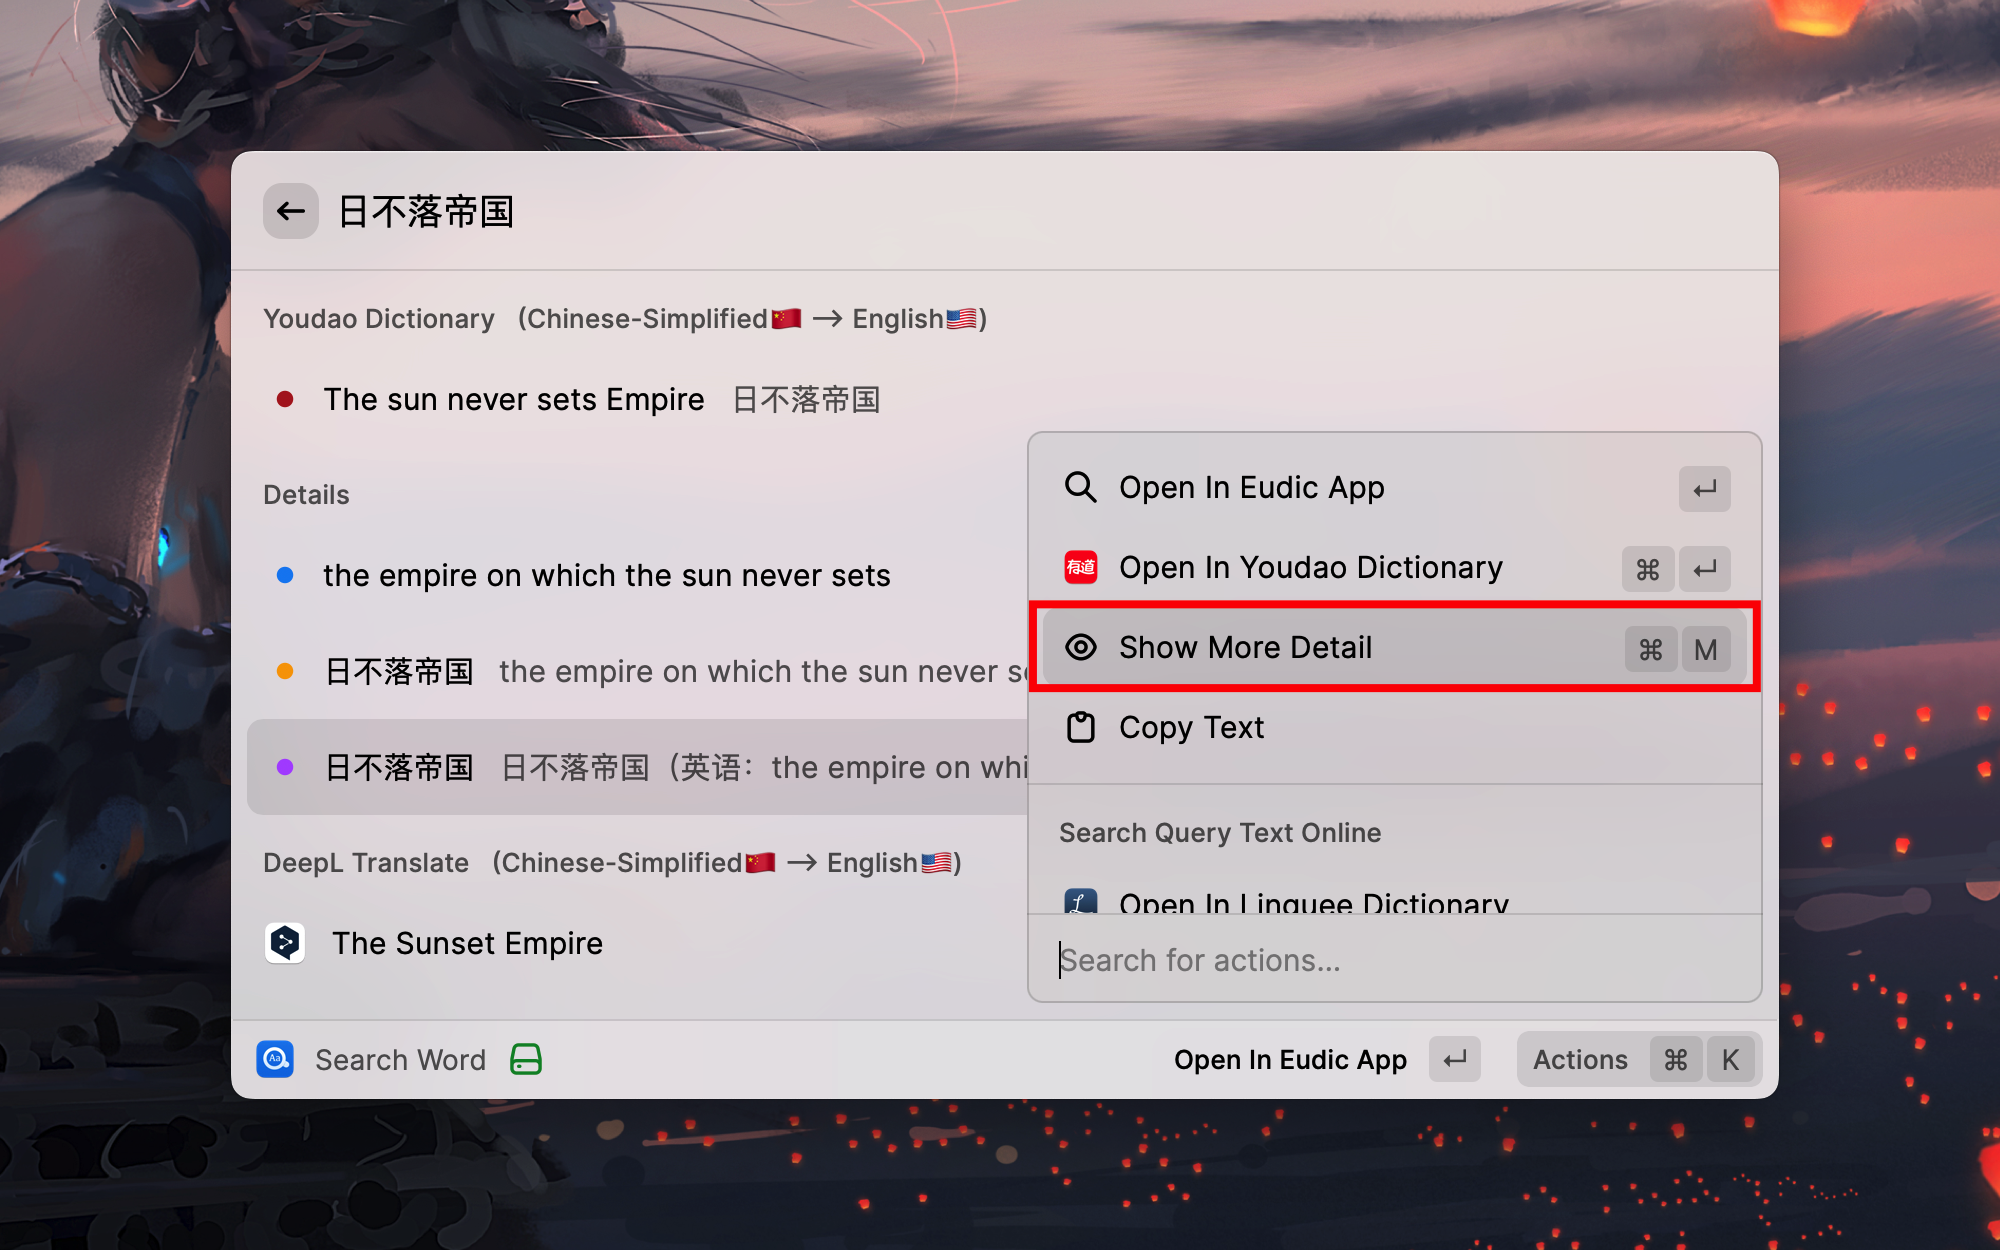 日不落帝国
Youdao Dictionary (Chinese-Simplified🇨🇳 → English🇺🇸)
The sun never sets Empire 日不落帝国
Details
the empire on which the sun never sets
日不落帝国 the empire on which the sun never s
日不落帝国 日不落帝国（英语：the empire on whi
DeepL Translate (Chinese-Simplified🇨🇳 → English🇺🇸)
The Sunset Empire
Open In Eudic App ↵
有道 Open In Youdao Dictionary ⌘ ↵
Show More Detail ⌘ M
Copy Text
Search Query Text Online
L Open In Linguee Dictionary
Search for actions...
Aa Search Word
Open In Eudic App ↵ Actions ⌘ K